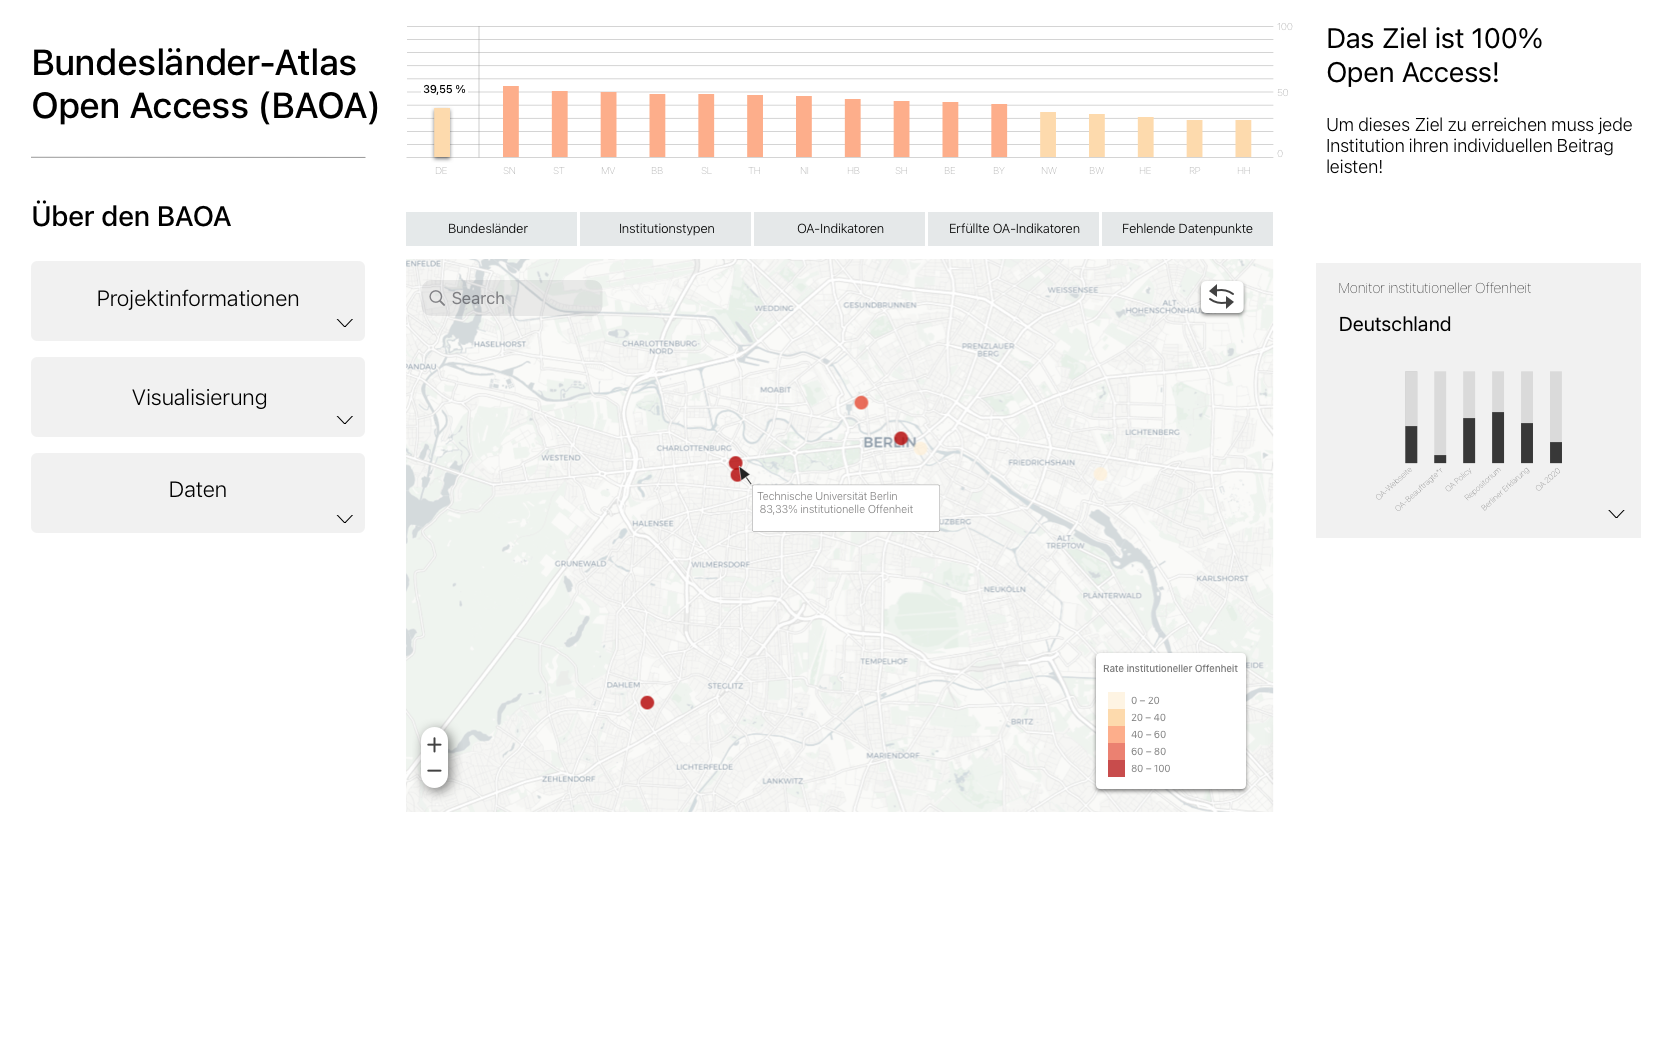 Bundesländer-Atlas
Open Access (BAOA)
Über den BAOA
Projektinformationen
Visualisierung
Daten
100
50
0
39,55 %
DE
SN
ST
MV
BB
SL
TH
NI
HB
SH
BE
BY
NW
BW
HE
RP
HH
Bundesländer
Institutionstypen
OA-Indikatoren
Erfüllte OA-Indikatoren
Fehlende Datenpunkte
Search
WEISSENSEE
WEDDING
GESUNDBRUNNEN
ALT-
HASELHORST
CHARLOTTENBURG-
NORD
PRENZLAUER
BERG
MOABIT
LICHTENBERG
BERLIN
CHARLOTTENBURG
WESTEND
FRIEDRICHSHAIN
Technische Universität Berlin
83,33% institutionelle Offenheit
HALENSEE
ALT-
TREPTOW
GRUNEWALD
WILMERSDORF
KARLSHORST
NEUKÖLLN
PLÄNTERWALD
TEMPELHOF
DAHLEM
STEGLITZ
BRITZ
MARIENDORF
LICHTERFELDE
ZEHLENDORF
LANKWITZ
Rate institutioneller Offenheit
0 – 20
20 – 40
40 – 60
60 – 80
80 – 100
Das Ziel ist 100%
Open Access!
Um dieses Ziel zu erreichen muss jede
Institution ihren individuellen Beitrag
leisten!
Monitor institutioneller Offenheit
Deutschland
OA-Webseite
OA-Beauftragte*r
OA Policy
Repositorium
Berliner Erklärung
OA 2020